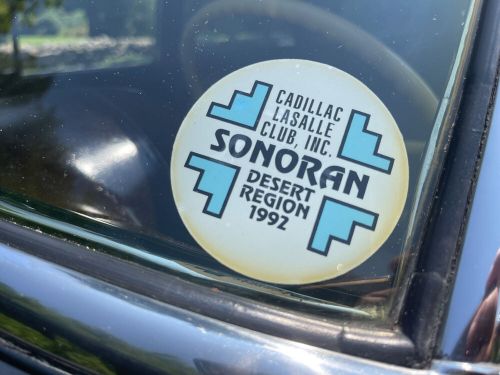 CADILLAC
LASALLE
CLUB, INC.
SONORAN
DESERT
REGION
1992